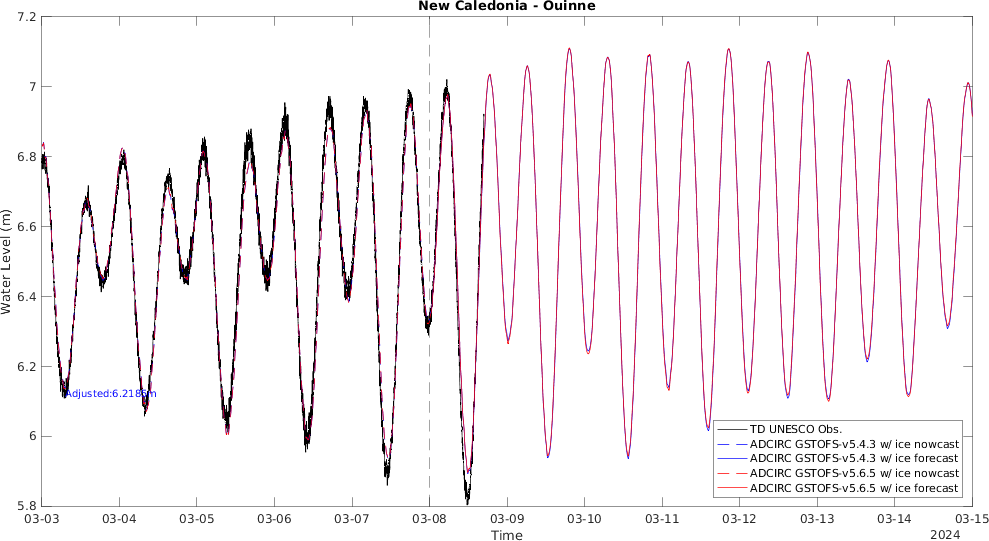 New Caledonia - Ouinne
Water Level (m)
7.2
7
6.8
6.6
6.4
6.2
6
5.8
Adjusted:6.2186m
TD UNESCO Obs.
ADCIRC GSTOFS-v5.4.3 w/ ice nowcast
ADCIRC GSTOFS-v5.4.3 w/ ice forecast
ADCIRC GSTOFS-v5.6.5 w/ ice nowcast
ADCIRC GSTOFS-v5.6.5 w/ ice forecast
03-03 03-04 03-05 03-06 03-07 03-08 03-09 03-10 03-11 03-12 03-13 03-14 03-15
Time
2024